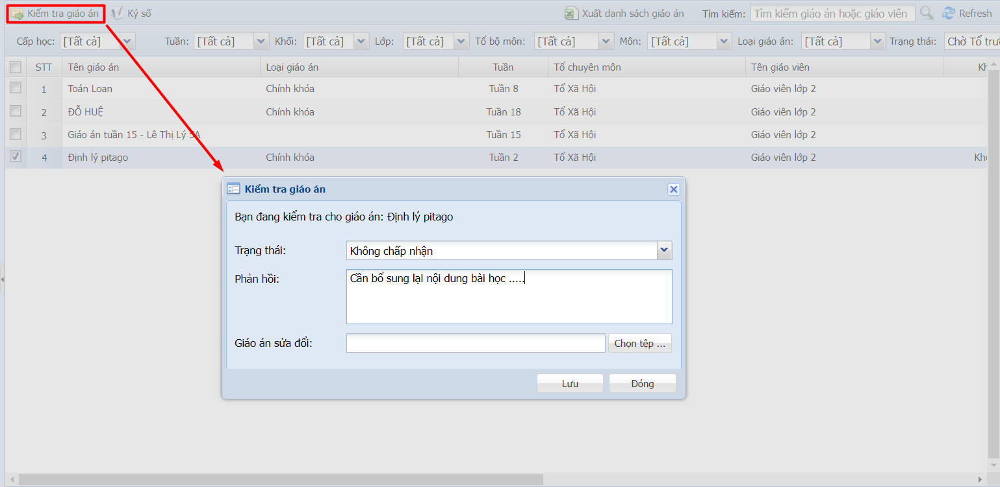 Kiểm tra giáo án Ký số Xuất danh sách giáo án Tìm kiếm: Tìm kiếm giáo án hoặc giáo viên Refresh
Cấp học: [Tất cả] Tuần: [Tất cả] Khối: [Tất cả] Lớp: [Tất cả] Tổ bộ môn: [Tất cả] Môn: [Tất cả] Loại giáo án: [Tất cả] Trạng thái: Chờ Tổ trư
STT Tên giáo án Loại giáo án Tuần Tổ chuyên môn Tên giáo viên Kh
1 Toán Loan Chính khóa Tuần 8 Tổ Xã Hội Giáo viên lớp 2
2 ĐỖ HUỆ Chính khóa Tuần 18 Tổ Xã Hội Giáo viên lớp 2
3 Giáo án tuần 15 - Lê Thị Lý 5A Tuần 15 Tổ Xã Hội Giáo viên lớp 2
4 Định lý pitago Chính khóa Tuần 2 Tổ Xã Hội Giáo viên lớp 2 Khô
Kiểm tra giáo án
Bạn đang kiểm tra cho giáo án: Định lý pitago
Trạng thái: Không chấp nhận
Phản hồi: Cần bổ sung lại nội dung bài học .....
Giáo án sửa đổi: Chọn tệp ...
Lưu Đóng